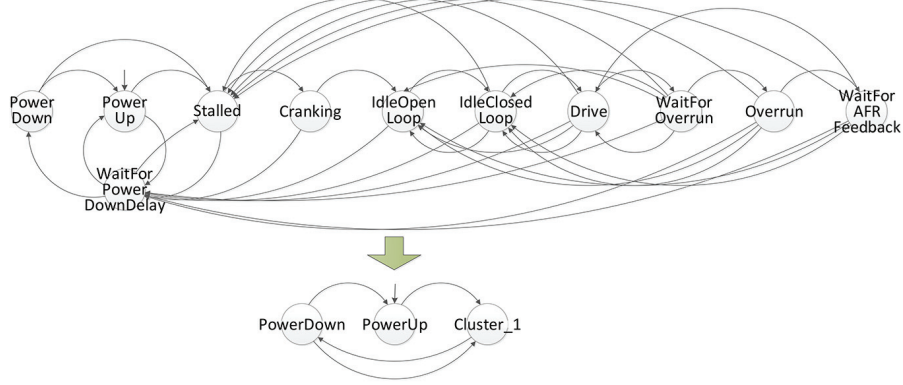 Power
Down
Power
Up
Stalled
Cranking
IdleOpen
Loop
IdleClosed
Loop
Drive
WaitFor
Overrun
Overrun
WaitFor
AFR
Feedback
WaitFor
Power
DownDelay
PowerDown
PowerUp
Cluster_1